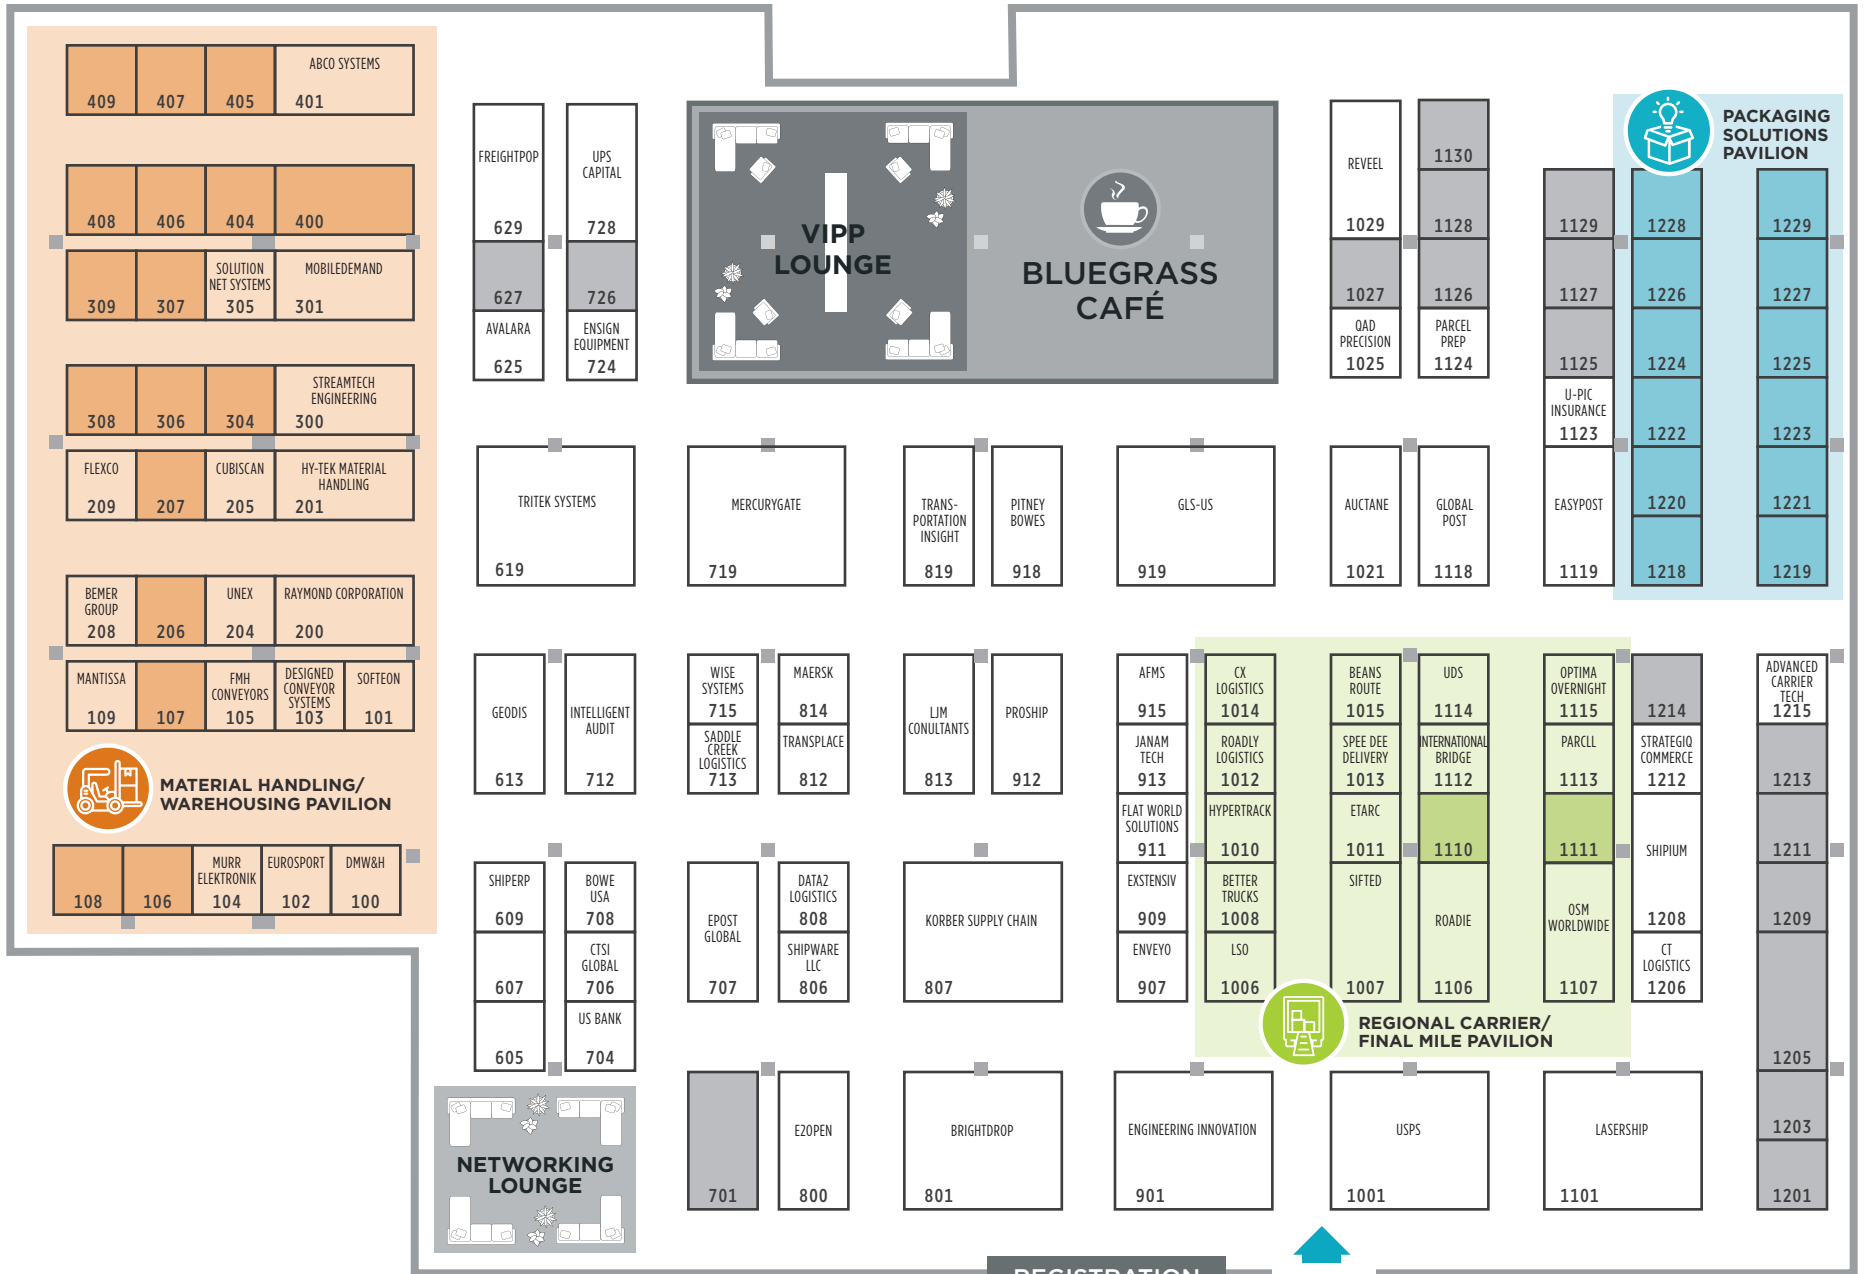 ABCO SYSTEMS
409
407
405
401
408
406
404
400
SOLUTION
NET SYSTEMS
MOBILEDEMAND
309
307
305
301
STREAMTECH
ENGINEERING
308
306
304
300
FLEXCO
CUBISCAN
HY-TEK MATERIAL
HANDLING
209
207
205
201
BEMER
GROUP
UNEX
RAYMOND CORPORATION
208
206
204
200
MANTISSA
FMH
CONVEYORS
DESIGNED
CONVEYOR
SYSTEMS
SOFTEON
109
107
105
103
101
MATERIAL HANDLING/
WAREHOUSING PAVILION
MURR
ELEKTRONIK
EUROSPORT
DMW&H
108
106
104
102
100
FREIGHTPOP
629
UPS
CAPITAL
728
627
726
AVALARA
625
ENSIGN
EQUIPMENT
724
VIPP
LOUNGE
BLUEGRASS
CAFÉ
REVEEL
1029
1130
1128
1027
1126
QAD
PRECISION
1025
PARCEL
PREP
1124
PACKAGING
SOLUTIONS
PAVILION
1129
1228
1229
1127
1226
1227
1125
1224
1225
U-PIC
INSURANCE
1123
1222
1223
EASYPOST
1119
1220
1221
1218
1219
TRITEK SYSTEMS
619
MERCURYGATE
719
TRANS-
PORTATION
INSIGHT
819
PITNEY
BOWES
918
GLS-US
919
AUCTANE
1021
GLOBAL
POST
1118
GEODIS
613
INTELLIGENT
AUDIT
712
WISE
SYSTEMS
715
MAERSK
814
SADDLE
CREEK
LOGISTICS
713
TRANSPLACE
812
LJM
CONULTANTS
813
PROSHIP
912
AFMS
915
CX
LOGISTICS
1014
BEANS
ROUTE
1015
UDS
1114
OPTIMA
OVERNIGHT
1115
1214
ADVANCED
CARRIER
TECH
1215
JANAM
TECH
913
ROADLY
LOGISTICS
1012
SPEE DEE
DELIVERY
1013
INTERNATIONAL
BRIDGE
1112
PARCLL
1113
STRATEGIQ
COMMERCE
1212
1213
FLAT WORLD
SOLUTIONS
911
HYPERTRACK
1010
ETARC
1011
1110
1111
SHIPIUM
1208
1211
SHIPERP
609
BOWE
USA
708
EPOST
GLOBAL
707
DATA2
LOGISTICS
808
KORBER SUPPLY CHAIN
807
EXSTENSIV
909
BETTER
TRUCKS
1008
SIFTED
1007
ROADIE
1106
OSM
WORLDWIDE
1107
1209
607
CTSI
GLOBAL
706
SHIPWARE
LLC
806
ENVEYO
907
LSO
1006
CT
LOGISTICS
1206
605
US BANK
704
REGIONAL CARRIER/
FINAL MILE PAVILION
1205
NETWORKING
LOUNGE
701
E2OPEN
800
BRIGHTDROP
801
ENGINEERING INNOVATION
901
USPS
1001
LASERSHIP
1101
1203
1201
REGISTRATION